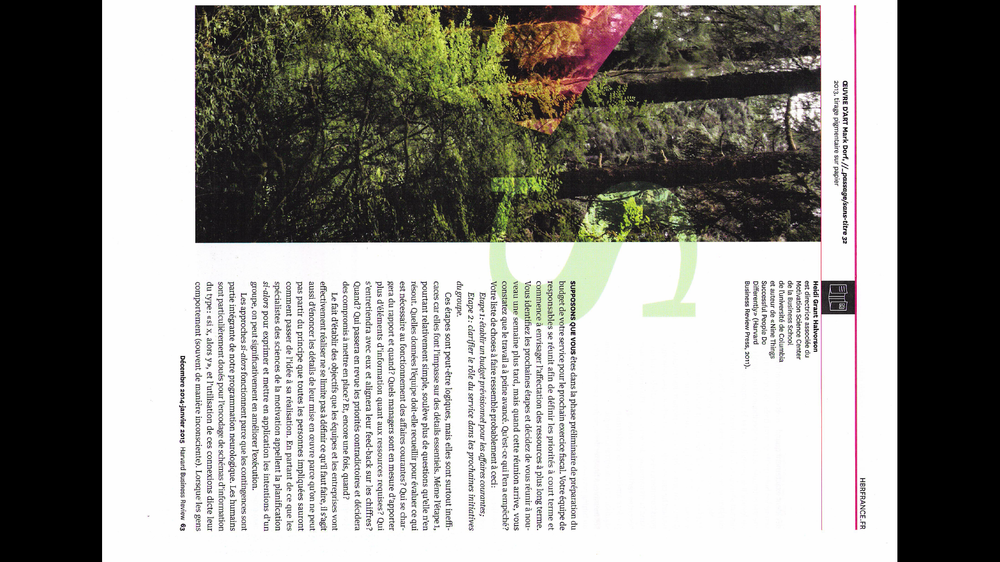 HBRFRANCE.FR
ŒUVRE D'ART Mark Dorf, //_passage/sans-titre 32
2013, tirage pigmentaire sur papier
Heidi Grant Halvorson
est directrice associée du
Motivation Science Center
de la Business School
de l'université de Columbia
et auteur de «Nine Things
Successful People Do
Differently» (Harvard
Business Review Press, 2011).
S
SUPPOSONS QUE VOUS êtes dans la phase préliminaire de préparation du
budget de votre service pour le prochain exercice fiscal. Votre équipe de
responsables se réunit afin de définir les priorités à court terme et
commence à envisager l'affectation des ressources à plus long terme.
Vous identifiez les prochaines étapes et décidez de vous réunir à nou-
veau une semaine plus tard, mais quand cette réunion arrive, vous
constatez que le travail a à peine avancé. Qu'est-ce qui l'en a empêché?
Votre liste de choses à faire ressemble probablement à ceci:
Etape 1: établir un budget prévisionnel pour les affaires courantes;
Etape 2: clarifier le rôle du service dans les prochaines initiatives
du groupe.
Ces étapes sont peut-être logiques, mais elles sont surtout ineffi-
caces car elles font l'impasse sur des détails essentiels. Même l'étape 1,
pourtant relativement simple, soulève plus de questions qu'elle n'en
résout. Quelles données l'équipe doit-elle recueillir pour évaluer ce qui
est nécessaire au fonctionnement des affaires courantes? Qui se char-
gera du rapport et quand? Quels managers sont en mesure d'apporter
plus d'éléments d'information quant aux ressources requises? Qui
s'entretiendra avec eux et alignera leur feed-back sur les chiffres?
Quand? Qui passera en revue les priorités contradictoires et décidera
des compromis à mettre en place? Et, encore une fois, quand?
Le fait d'établir des objectifs que les équipes et les entreprises vont
effectivement réaliser ne se limite pas à définir ce qu'il faut faire, il s'agit
aussi d'énoncer les détails de leur mise en œuvre parce qu'on ne peut
pas partir du principe que toutes les personnes impliquées sauront
comment passer de l'idée à sa réalisation. En partant de ce que les
spécialistes des sciences de la motivation appellent la planification
si-alors pour exprimer et mettre en application les intentions d'un
groupe, on peut significativement en améliorer l'exécution.
Les approches si-alors fonctionnent parce que les contingences sont
partie intégrante de notre programmation neurologique. Les humains
sont particulièrement doués pour l'encodage de schémas d'information
du type: «si x, alors y», et l'utilisation de ces connexions dicte leur
comportement (souvent de manière inconsciente). Lorsque les gens
Décembre 2014-janvier 2015 Harvard Business Review 63